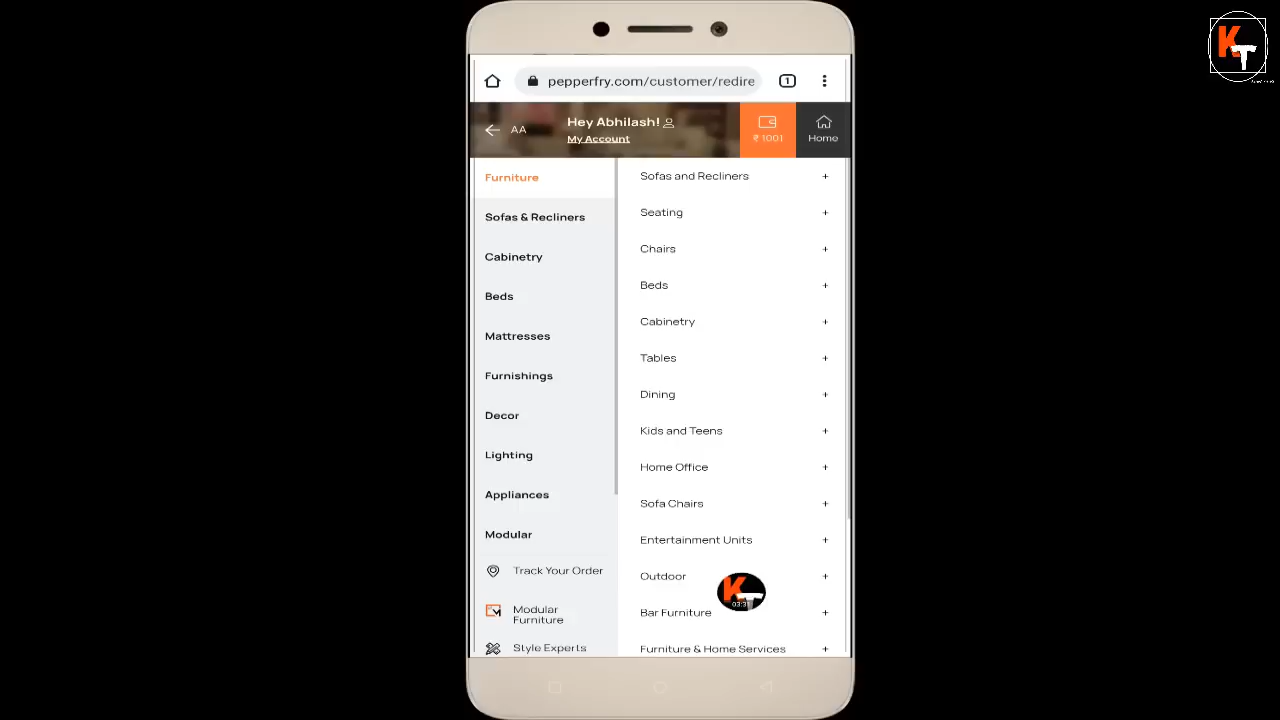 KT
pepperfry.com/customer/redire
1
AA
Hey Abhilash!
My Account
₹ 1001
Home
Furniture
Sofas & Recliners
Cabinetry
Beds
Mattresses
Furnishings
Decor
Lighting
Appliances
Modular
Track Your Order
Modular
Furniture
Style Experts
Sofas and Recliners +
Seating +
Chairs +
Beds +
Cabinetry +
Tables +
Dining +
Kids and Teens +
Home Office +
Sofa Chairs +
Entertainment Units +
Outdoor +
Bar Furniture +
Furniture & Home Services +
KT